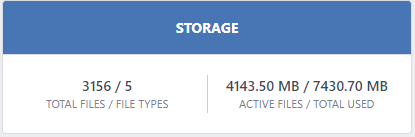 STORAGE
3156 / 5
TOTAL FILES / FILE TYPES
4143.50 MB / 7430.70 MB
ACTIVE FILES / TOTAL USED